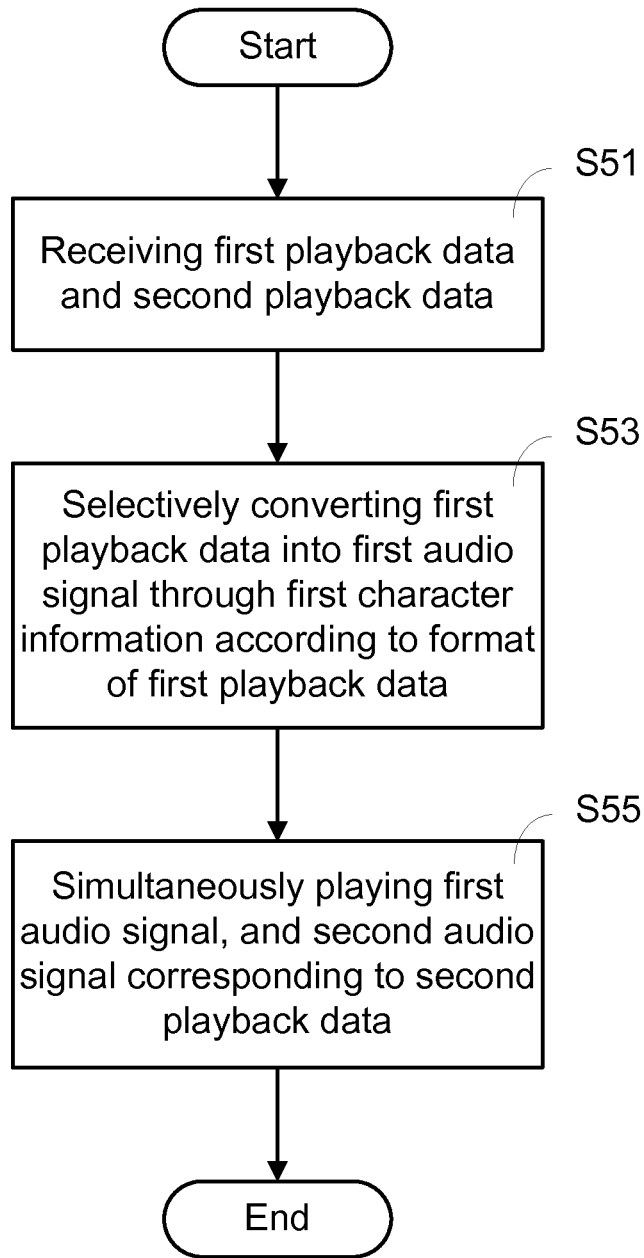 Start
S51
Receiving first playback data
and second playback data
S53
Selectively converting first
playback data into first audio
signal through first character
information according to format
of first playback data
S55
Simultaneously playing first
audio signal, and second audio
signal corresponding to second
playback data
End